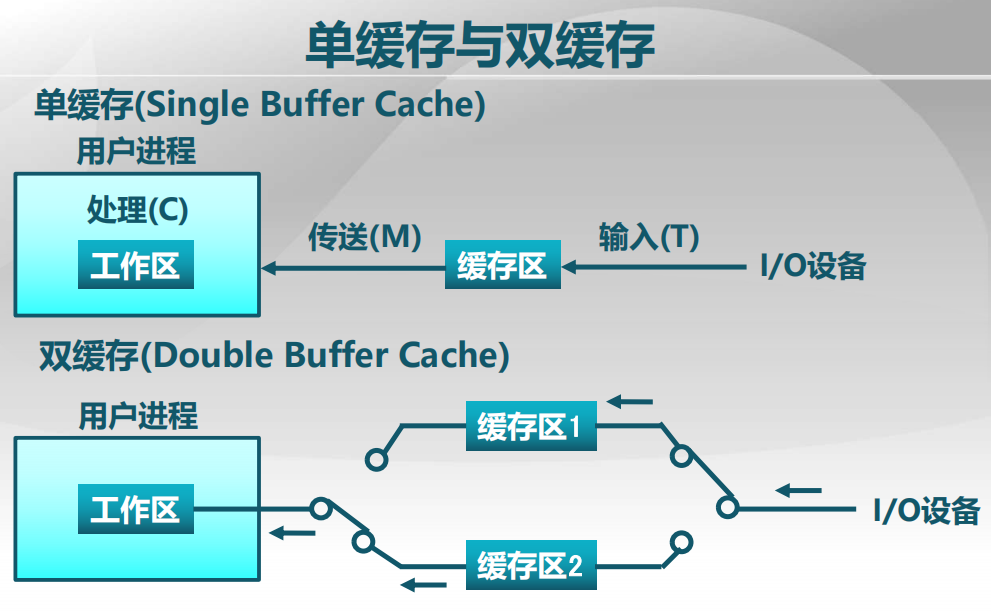 单缓存与双缓存
单缓存(Single Buffer Cache)
用户进程
处理(C)
工作区
传送(M)
缓存区
输入(T)
I/O设备
双缓存(Double Buffer Cache)
用户进程
工作区
缓存区1
缓存区2
I/O设备